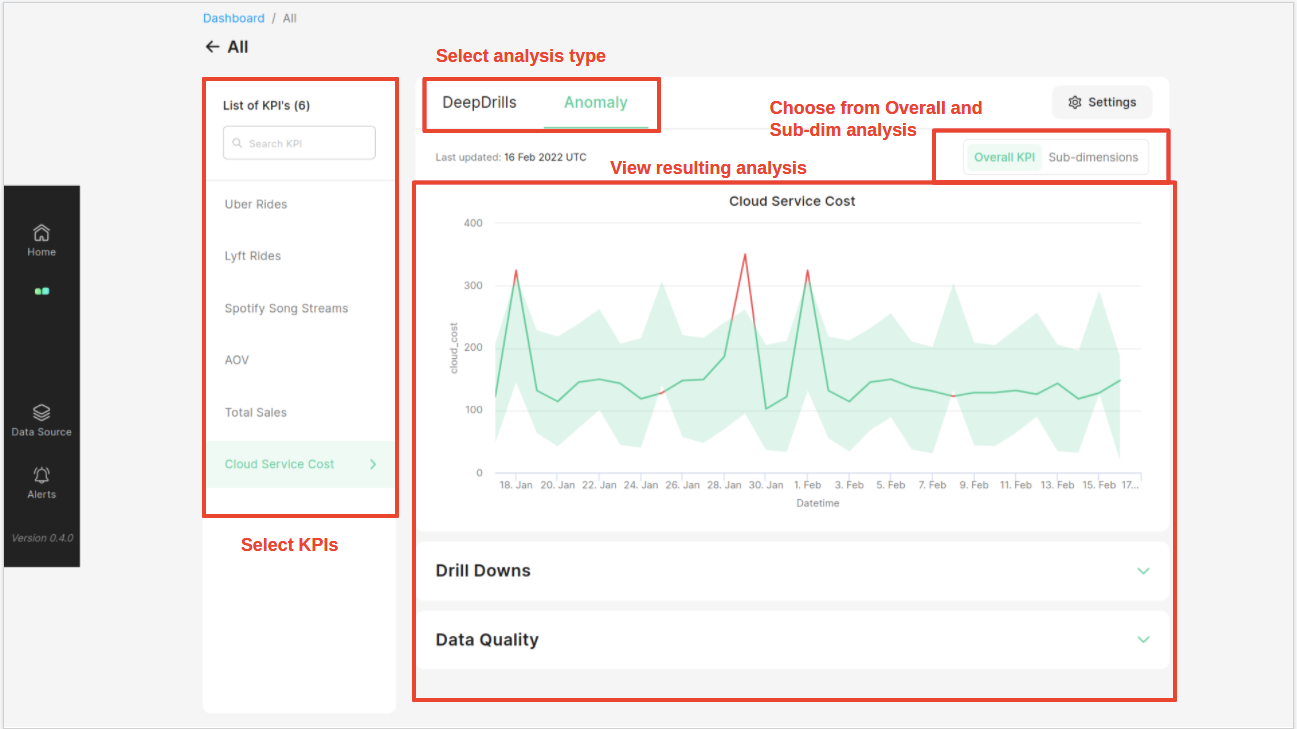 Dashboard / All
← All
Select analysis type
List of KPI's (6)
Search KPI
DeepDrills
Anomaly
Choose from Overall and
Sub-dim analysis
Settings
Last updated: 16 Feb 2022 UTC
View resulting analysis
Overall KPI
Sub-dimensions
Home
Data Source
Alerts
Version 0.4.0
Uber Rides
Lyft Rides
Spotify Song Streams
AOV
Total Sales
Cloud Service Cost
Select KPIs
Cloud Service Cost
400
300
200
100
0
cloud_cost
18. Jan 20. Jan 22. Jan 24. Jan 26. Jan 28. Jan 30. Jan 1. Feb 3. Feb 5. Feb 7. Feb 9. Feb 11. Feb 13. Feb 15. Feb 17...
Datetime
Drill Downs
Data Quality